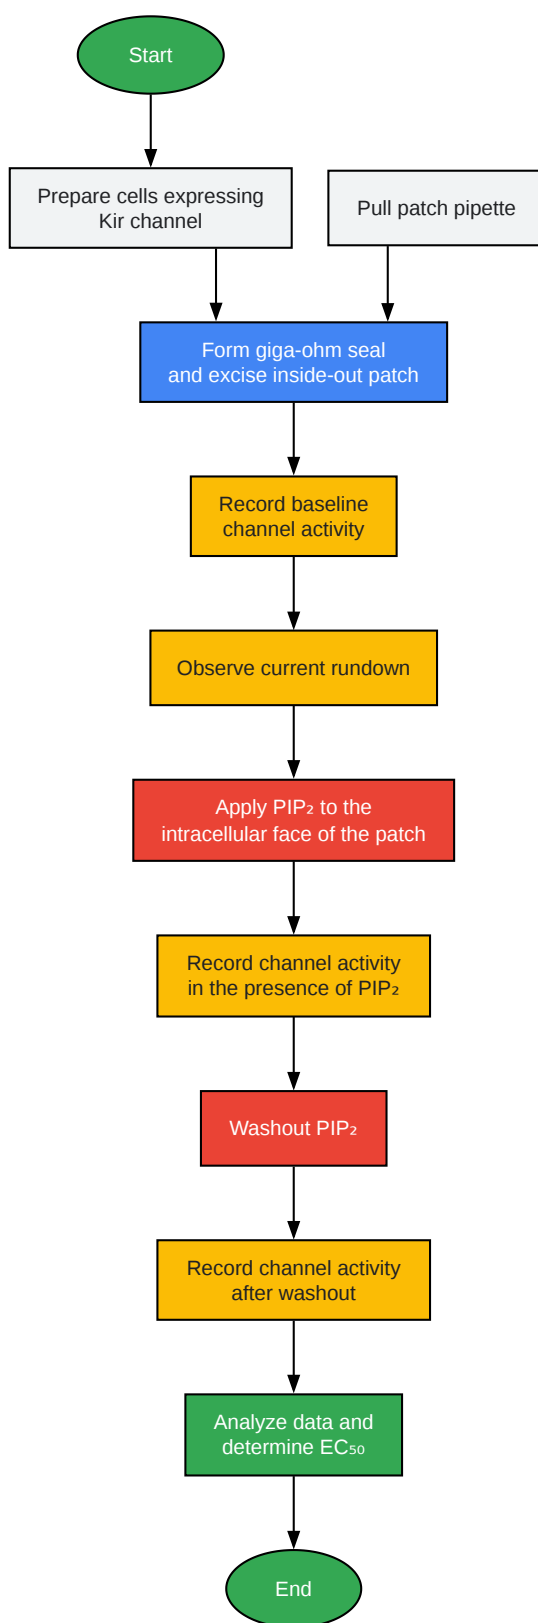 Start
Prepare cells expressing
Kir channel
Pull patch pipette
Form giga-ohm seal
and excise inside-out patch
Record baseline
channel activity
Observe current rundown
Apply PIP₂ to the
intracellular face of the patch
Record channel activity
in the presence of PIP₂
Washout PIP₂
Record channel activity
after washout
Analyze data and
determine EC₅₀
End